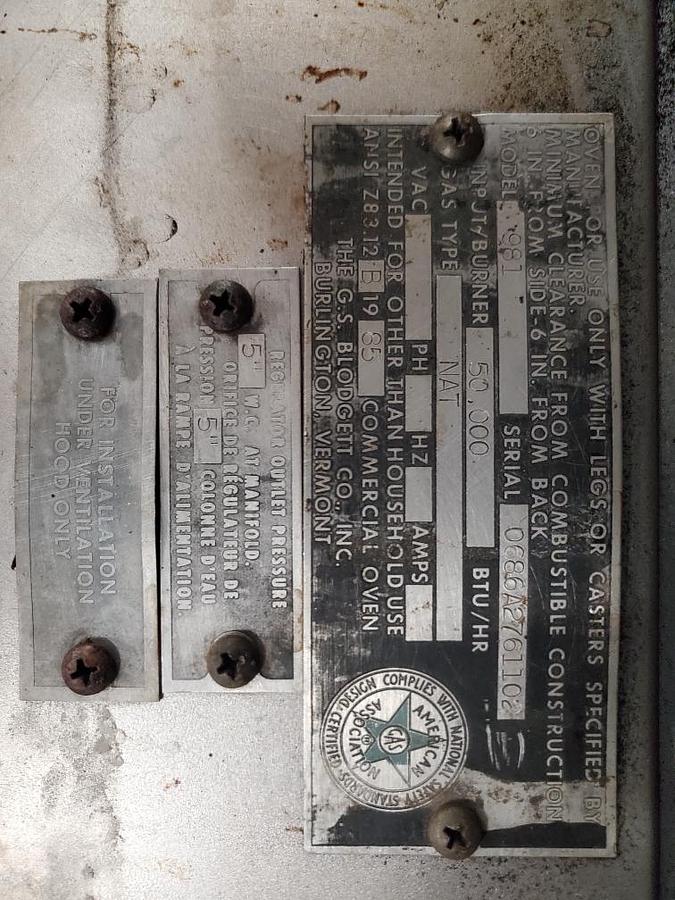 OVEN FOR USE ONLY WITH LEGS OR CASTERS SPECIFIED BY
MANUFACTURER.
MINIMUM CLEARANCE FROM COMBUSTIBLE CONSTRUCTION
6 IN. FROM SIDE-6 IN. FROM BACK
MODEL 981 SERIAL 0686A2761102
INPUT/BURNER 50,000 BTU/HR
GAS TYPE NAT
VAC PH HZ AMPS
INTENDED FOR OTHER THAN HOUSEHOLD USE
ANSI Z83.12 B 19 85 COMMERCIAL OVEN
THE G.S. BLODGETT CO. INC.
BURLINGTON, VERMONT
DESIGN COMPLIES WITH NATIONAL SAFETY STANDARDS
CERTIFIED
AMERICAN
GAS
ASSOCIATION
REGULATOR OUTLET PRESSURE
5" W.C. AT MANIFOLD.
ORIFICE DE REGULATEUR DE
PRESSION 5" COLONNE D'EAU
À LA RAMPE D'ALIMENTATION
FOR INSTALLATION
UNDER VENTILATION
HOOD ONLY